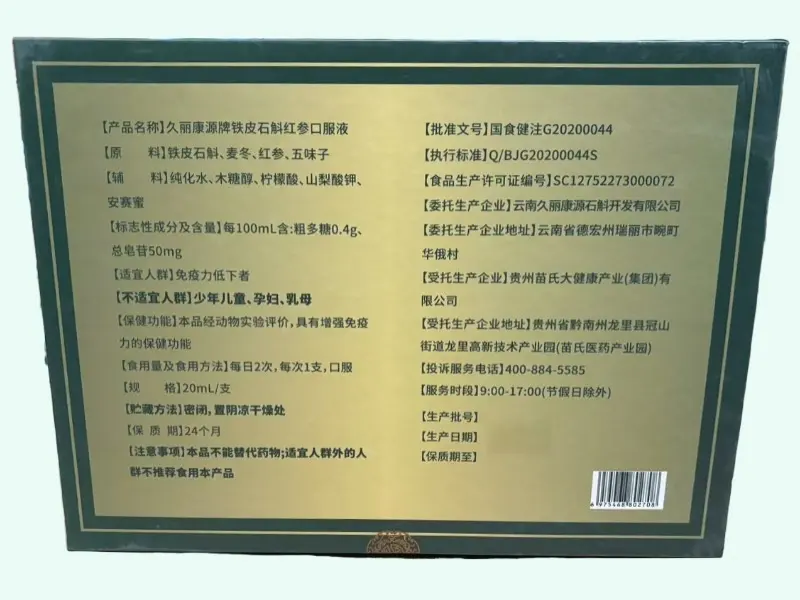 【产品名称】久丽康源牌铁皮石斛红参口服液
【原 料】铁皮石斛、麦冬、红参、五味子
【辅 料】纯化水、木糖醇、柠檬酸、山梨酸钾、
安赛蜜
【标志性成分及含量】每100mL含:粗多糖0.4g、
总皂苷50mg
【适宜人群】免疫力低下者
【不适宜人群】少年儿童、孕妇、乳母
【保健功能】本品经动物实验评价,具有增强免疫
力的保健功能
【食用量及食用方法】每日2次,每次1支,口服
【规 格】20mL/支
【贮藏方法】密闭,置阴凉干燥处
【保 质 期】24个月
【注意事项】本品不能替代药物;适宜人群外的人
群不推荐食用本产品
【批准文号】国食健注G20200044
【执行标准】Q/BJG20200044S
【食品生产许可证编号】SC12752273000072
【委托生产企业】云南久丽康源石斛开发有限公司
【委托生产企业地址】云南省德宏州瑞丽市畹町
华俄村
【受托生产企业】贵州苗氏大健康产业(集团)有
限公司
【受托生产企业地址】贵州省黔南州龙里县冠山
街道龙里高新技术产业园(苗氏医药产业园)
【投诉服务电话】400-884-5585
【服务时段】9:00-17:00(节假日除外)
【生产批号】
【生产日期】
【保质期至】
6975468802708